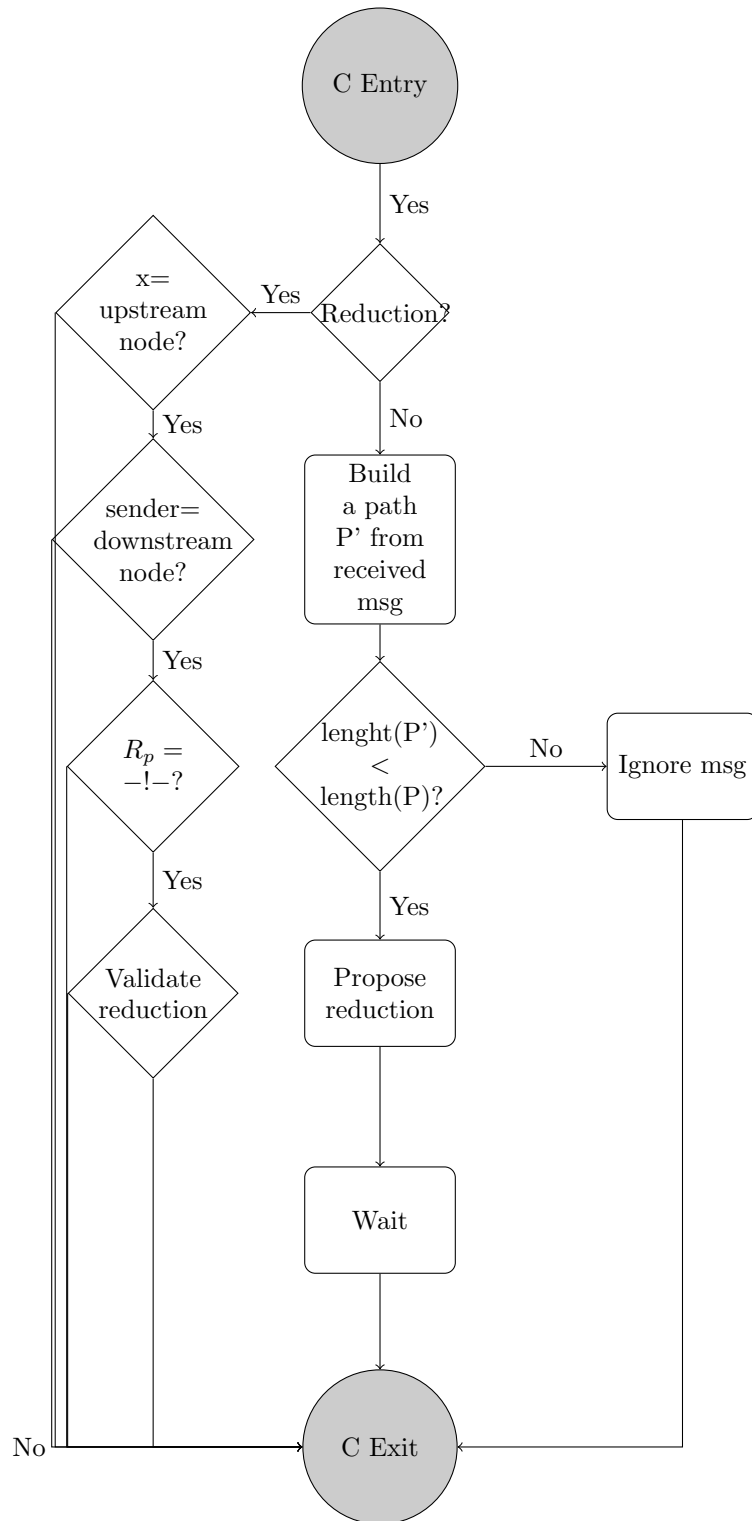 C Entry
Yes
x=
upstream
node?
Yes
Reduction?
Yes
No
sender=
downstream
node?
Build
a path
P' from
received
msg
Yes
R_p =
−!−?
lenght(P')
<
length(P)?
No
Ignore msg
Yes
Yes
Validate
reduction
Propose
reduction
Wait
No
C Exit